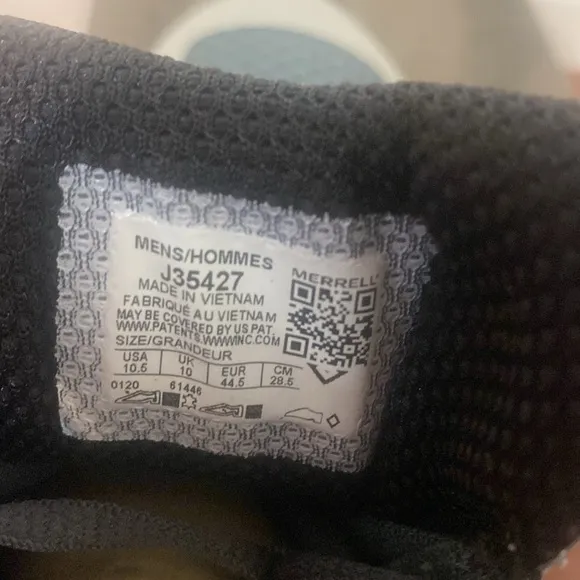 MENS/HOMMES
J35427
MADE IN VIETNAM
FABRIQUÉ AU VIETNAM
MAY BE COVERED BY US PAT.
WWW.PATENTS.WWWINC.COM
SIZE/GRANDEUR
MERRELL
USA UK EUR CM
10.5 10 44.5 28.5
0120 61446